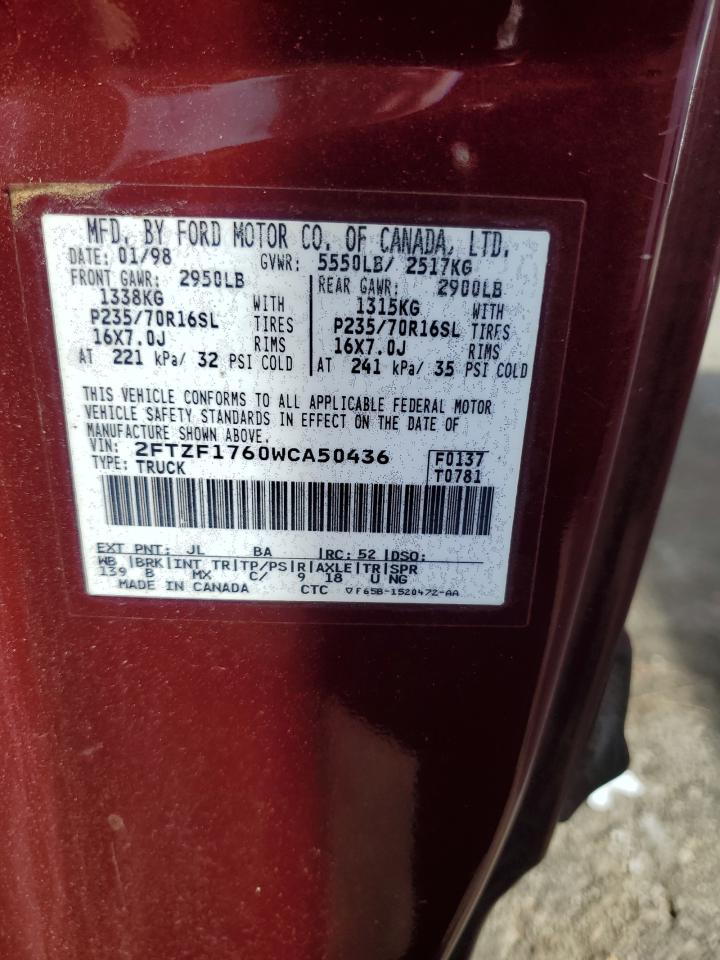 MFD. BY FORD MOTOR CO. OF CANADA, LTD.
DATE: 01/98 GVWR: 5550LB/ 2517KG
FRONT GAWR: 2950LB
1338KG WITH
P235/70R16SL TIRES
16X7.0J RIMS
AT 221 kPa/ 32 PSI COLD
REAR GAWR: 2900LB
1315KG WITH
P235/70R16SL TIRES
16X7.0J RIMS
AT 241 kPa/ 35 PSI COLD
THIS VEHICLE CONFORMS TO ALL APPLICABLE FEDERAL MOTOR
VEHICLE SAFETY STANDARDS IN EFFECT ON THE DATE OF
MANUFACTURE SHOWN ABOVE.
VIN: 2FTZF1760WCA50436 F0137
TYPE: TRUCK T0781
EXT PNT: JL BA |RC: 52 |DSO:
WB |BRK|INT TR|TP/PS|R|AXLE|TR|SPR
139 B MX C/ 9 18 U NG
MADE IN CANADA CTC ▽F65B-1520472-AA